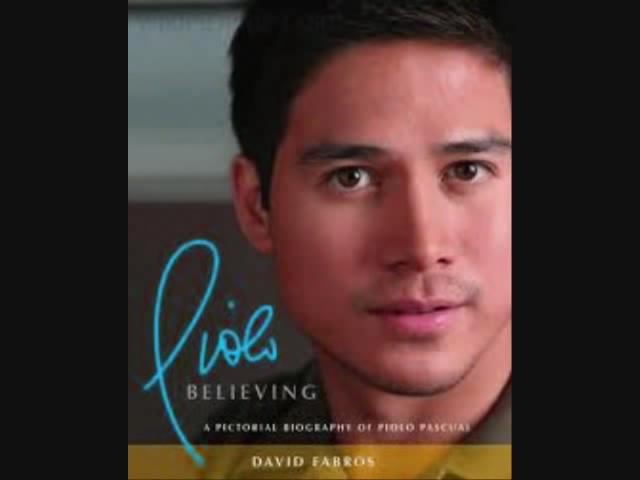 Piolo
BELIEVING
A PICTORIAL BIOGRAPHY OF PIOLO PASCUAL
DAVID FABROS